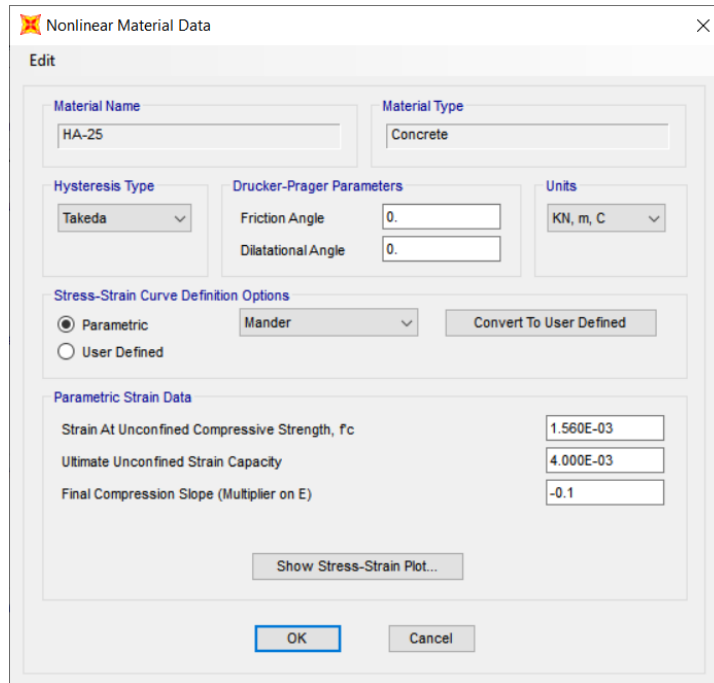 Nonlinear Material Data
Edit
Material Name
HA-25
Material Type
Concrete
Hysteresis Type
Takeda
Drucker-Prager Parameters
Friction Angle 0.
Dilatational Angle 0.
Units
KN, m, C
Stress-Strain Curve Definition Options
Parametric
User Defined
Mander
Convert To User Defined
Parametric Strain Data
Strain At Unconfined Compressive Strength, f'c 1.560E-03
Ultimate Unconfined Strain Capacity 4.000E-03
Final Compression Slope (Multiplier on E) -0.1
Show Stress-Strain Plot...
OK Cancel